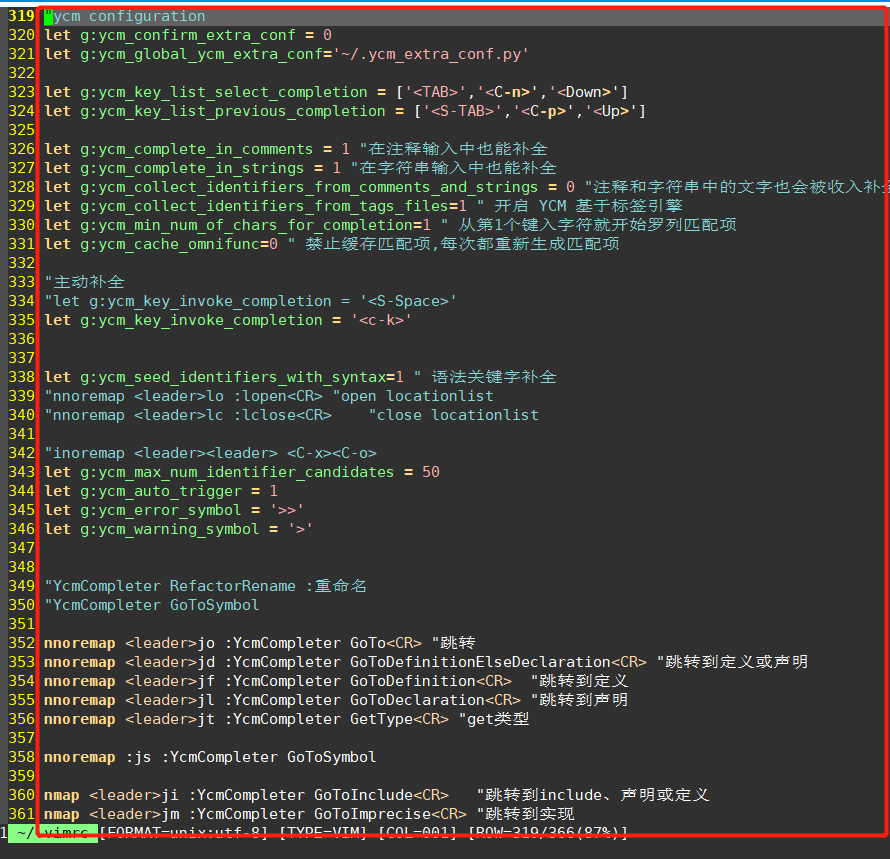 319 "ycm configuration
320 let g:ycm_confirm_extra_conf = 0
321 let g:ycm_global_ycm_extra_conf='~/.ycm_extra_conf.py'
322
323 let g:ycm_key_list_select_completion = ['<TAB>','<C-n>','<Down>']
324 let g:ycm_key_list_previous_completion = ['<S-TAB>','<C-p>','<Up>']
325
326 let g:ycm_complete_in_comments = 1 "在注释输入中也能补全
327 let g:ycm_complete_in_strings = 1 "在字符串输入中也能补全
328 let g:ycm_collect_identifiers_from_comments_and_strings = 0 "注释和字符串中的文字也会被收入补
329 let g:ycm_collect_identifiers_from_tags_files=1 " 开启 YCM 基于标签引擎
330 let g:ycm_min_num_of_chars_for_completion=1 " 从第1个键入字符就开始罗列匹配项
331 let g:ycm_cache_omnifunc=0 " 禁止缓存匹配项,每次都重新生成匹配项
332
333 "主动补全
334 "let g:ycm_key_invoke_completion = '<S-Space>'
335 let g:ycm_key_invoke_completion = '<c-k>'
336
337
338 let g:ycm_seed_identifiers_with_syntax=1 " 语法关键字补全
339 "nnoremap <leader>lo :lopen<CR> "open locationlist
340 "nnoremap <leader>lc :lclose<CR>    "close locationlist
341
342 "inoremap <leader><leader> <C-x><C-o>
343 let g:ycm_max_num_identifier_candidates = 50
344 let g:ycm_auto_trigger = 1
345 let g:ycm_error_symbol = '>>'
346 let g:ycm_warning_symbol = '>'
347
348
349 "YcmCompleter RefactorRename :重命名
350 "YcmCompleter GoToSymbol
351
352 nnoremap <leader>jo :YcmCompleter GoTo<CR> "跳转
353 nnoremap <leader>jd :YcmCompleter GoToDefinitionElseDeclaration<CR> "跳转到定义或声明
354 nnoremap <leader>jf :YcmCompleter GoToDefinition<CR>  "跳转到定义
355 nnoremap <leader>jl :YcmCompleter GoToDeclaration<CR> "跳转到声明
356 nnoremap <leader>jt :YcmCompleter GetType<CR> "get类型
357
358 nnoremap :js :YcmCompleter GoToSymbol
359
360 nmap <leader>ji :YcmCompleter GoToInclude<CR>   "跳转到include、声明或定义
361 nmap <leader>jm :YcmCompleter GoToImprecise<CR> "跳转到实现
1 ~/.vimrc [FORMAT=unix:utf-8] [TYPE=VIM] [COL=001] [ROW=319/366(87%)]